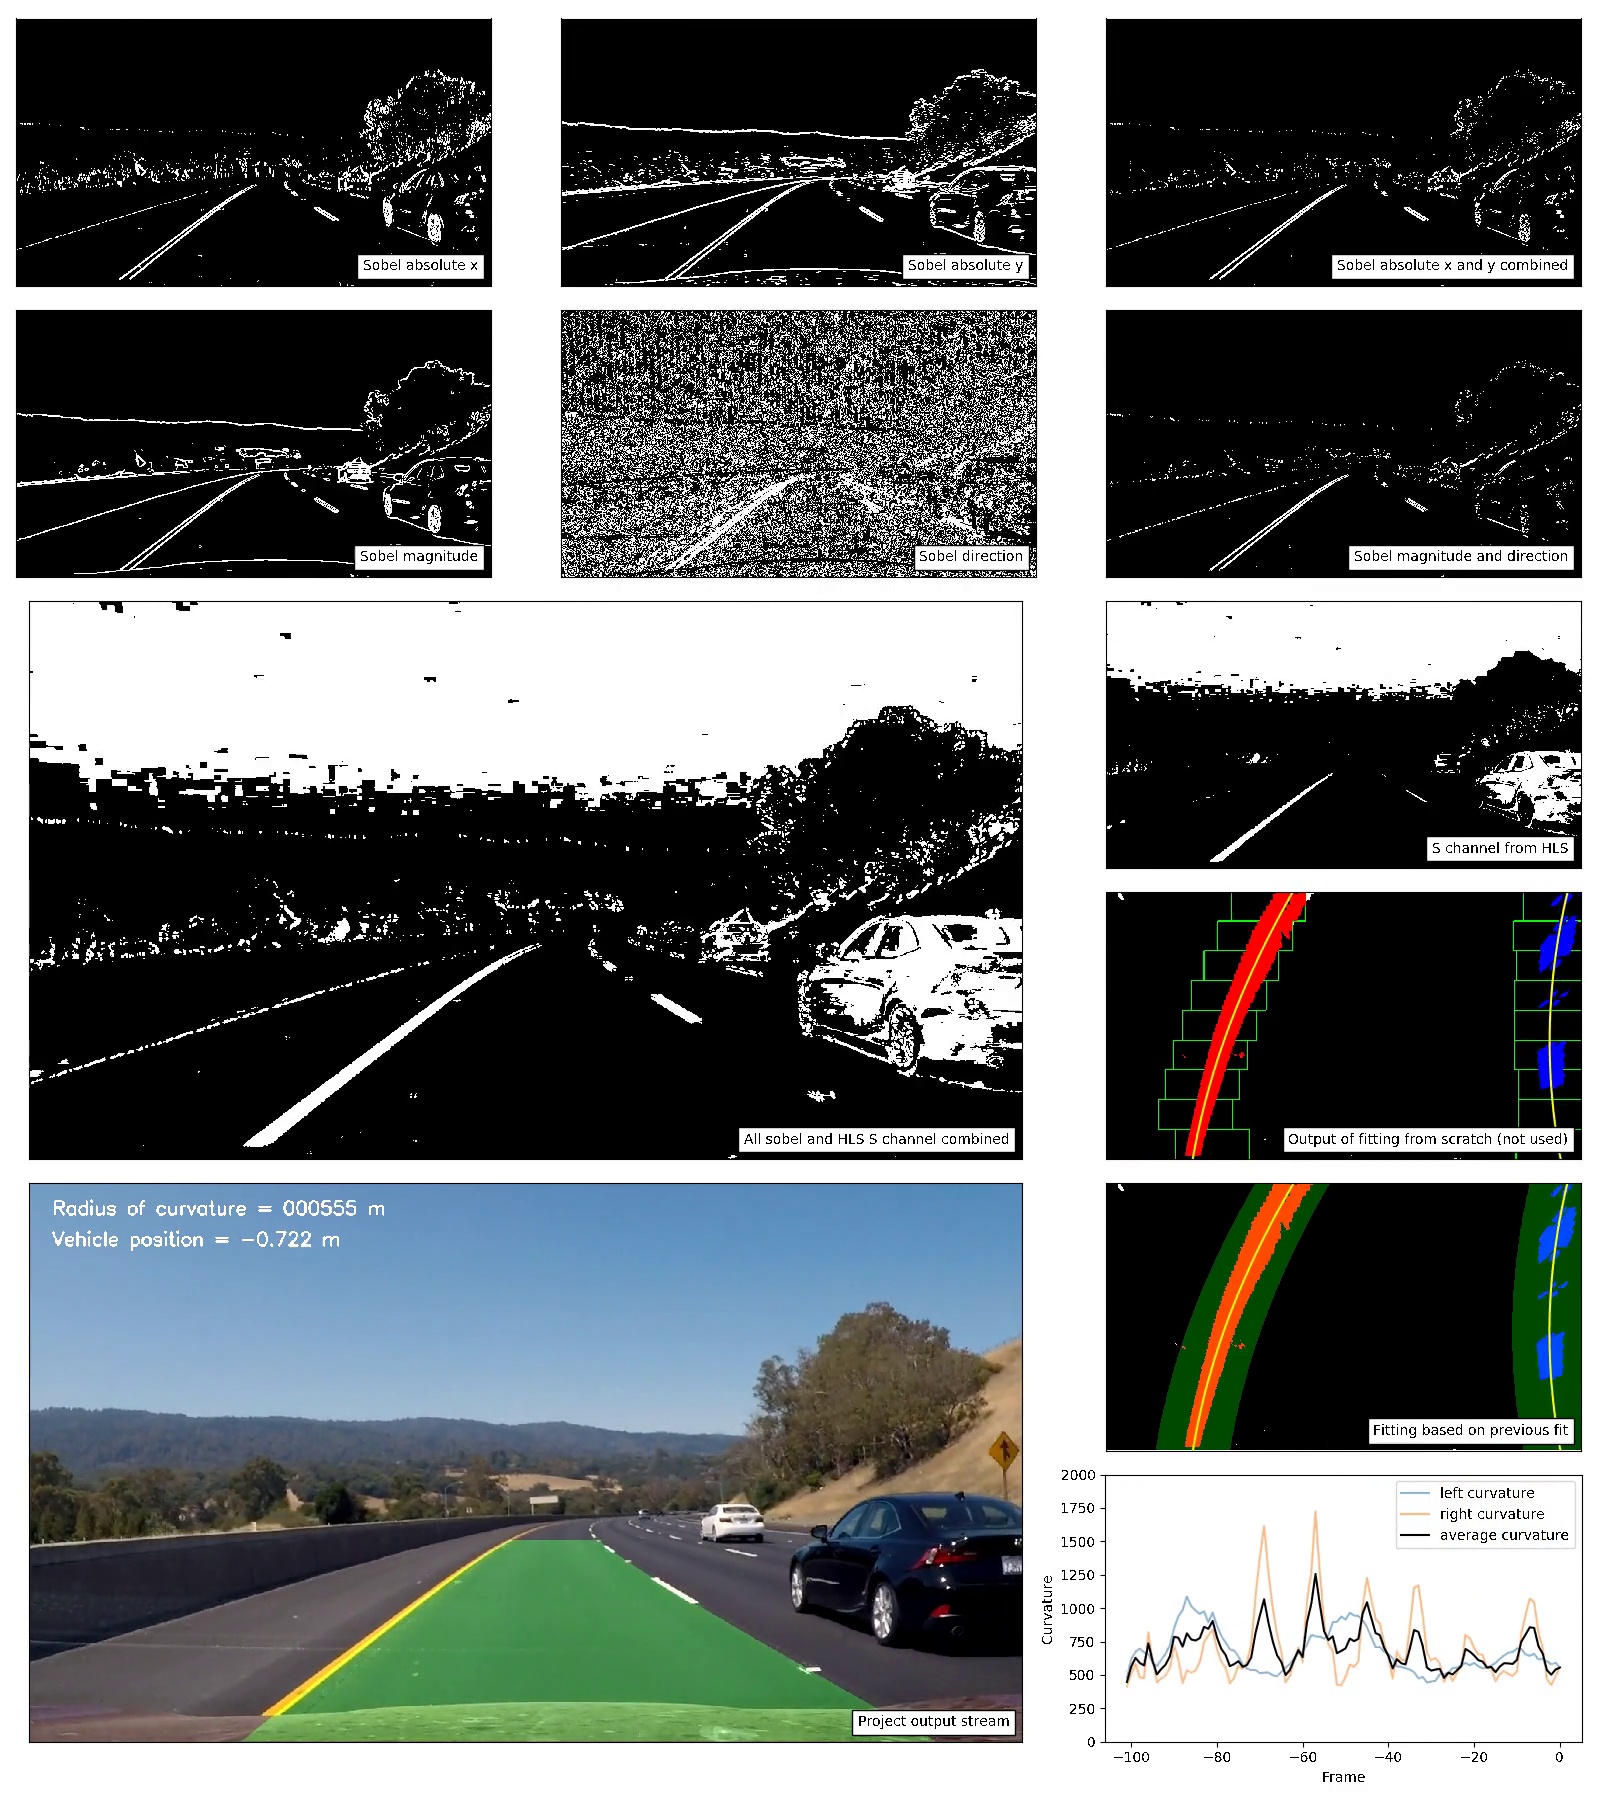 Sobel absolute x
Sobel absolute y
Sobel absolute x and y combined
Sobel magnitude
Sobel direction
Sobel magnitude and direction
All sobel and HLS S channel combined
S channel from HLS
Output of fitting from scratch (not used)
Radius of curvature = 000555 m
Vehicle position = -0.722 m
Project output stream
Fitting based on previous fit
2000
1750
1500
1250
1000
750
500
250
0
Curvature
left curvature
right curvature
average curvature
−100
−80
−60
−40
−20
0
Frame